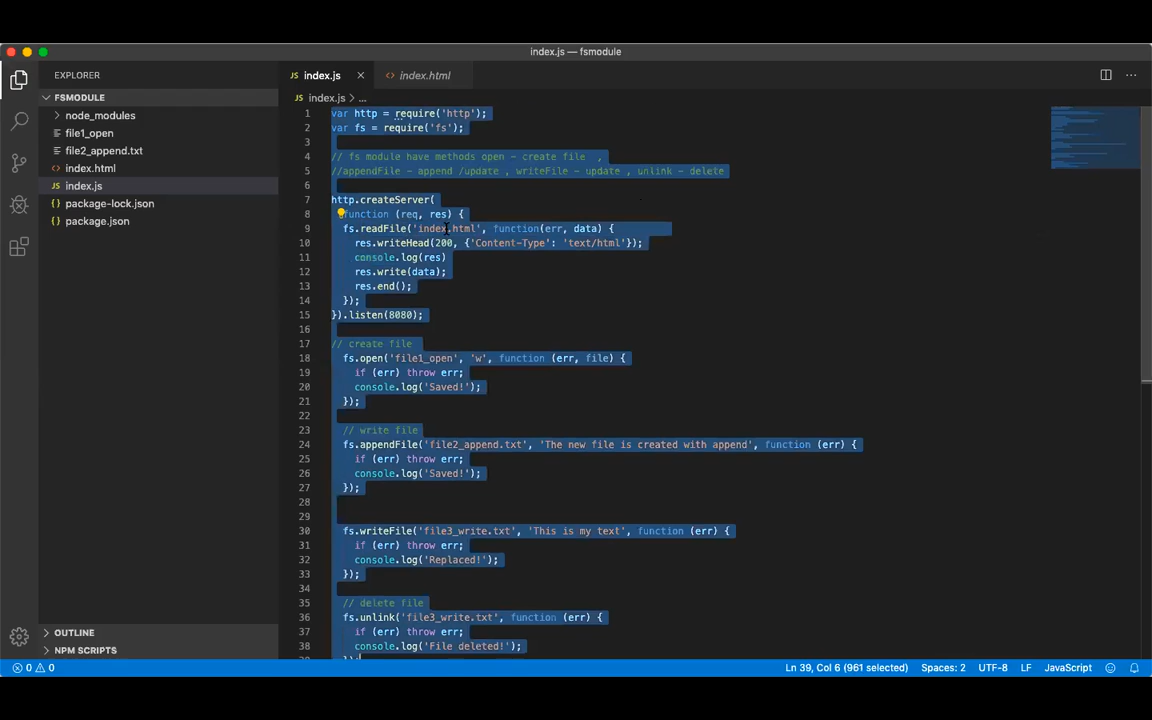 index.js — fsmodule
EXPLORER
FSMODULE
node_modules
file1_open
file2_append.txt
index.html
JS index.js
package-lock.json
package.json
OUTLINE
NPM SCRIPTS
JS index.js
index.html
JS index.js > ...
1 var http = require('http');
2 var fs = require('fs');
3
4 // fs module have methods open - create file  ,
5 //appendFile - append /update , writeFile - update , unlink - delete
6
7 http.createServer(
8 function (req, res) {
9 fs.readFile('index.html', function(err, data) {
10 res.writeHead(200, {'Content-Type': 'text/html'});
11 console.log(res)
12 res.write(data);
13 res.end();
14 });
15 }).listen(8080);
16
17 // create file
18 fs.open('file1_open', 'w', function (err, file) {
19 if (err) throw err;
20 console.log('Saved!');
21 });
22
23 // write file
24 fs.appendFile('file2_append.txt', 'The new file is created with append', function (err) {
25 if (err) throw err;
26 console.log('Saved!');
27 });
28
29
30 fs.writeFile('file3_write.txt', 'This is my text', function (err) {
31 if (err) throw err;
32 console.log('Replaced!');
33 });
34
35 // delete file
36 fs.unlink('file3_write.txt', function (err) {
37 if (err) throw err;
38 console.log('File deleted!');
39 });
0 0 Ln 39, Col 6 (961 selected) Spaces: 2 UTF-8 LF JavaScript